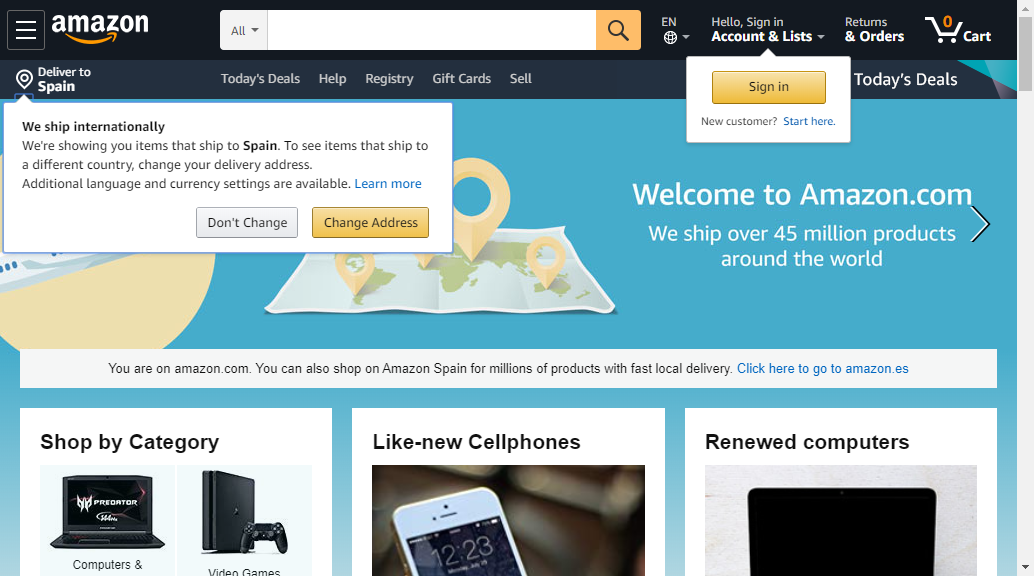 amazon
All
EN
Hello, Sign in
Account & Lists
Returns
& Orders
0
Cart
Deliver to
Spain
Today's Deals
Help
Registry
Gift Cards
Sell
Today's Deals
Sign in
New customer? Start here.
We ship internationally
We're showing you items that ship to Spain. To see items that ship to
a different country, change your delivery address.
Additional language and currency settings are available. Learn more
Don't Change
Change Address
Welcome to Amazon.com
We ship over 45 million products
around the world
You are on amazon.com. You can also shop on Amazon Spain for millions of products with fast local delivery. Click here to go to amazon.es
Shop by Category
Like-new Cellphones
Renewed computers
PREDATOR
12:23
Computers &
Video Games